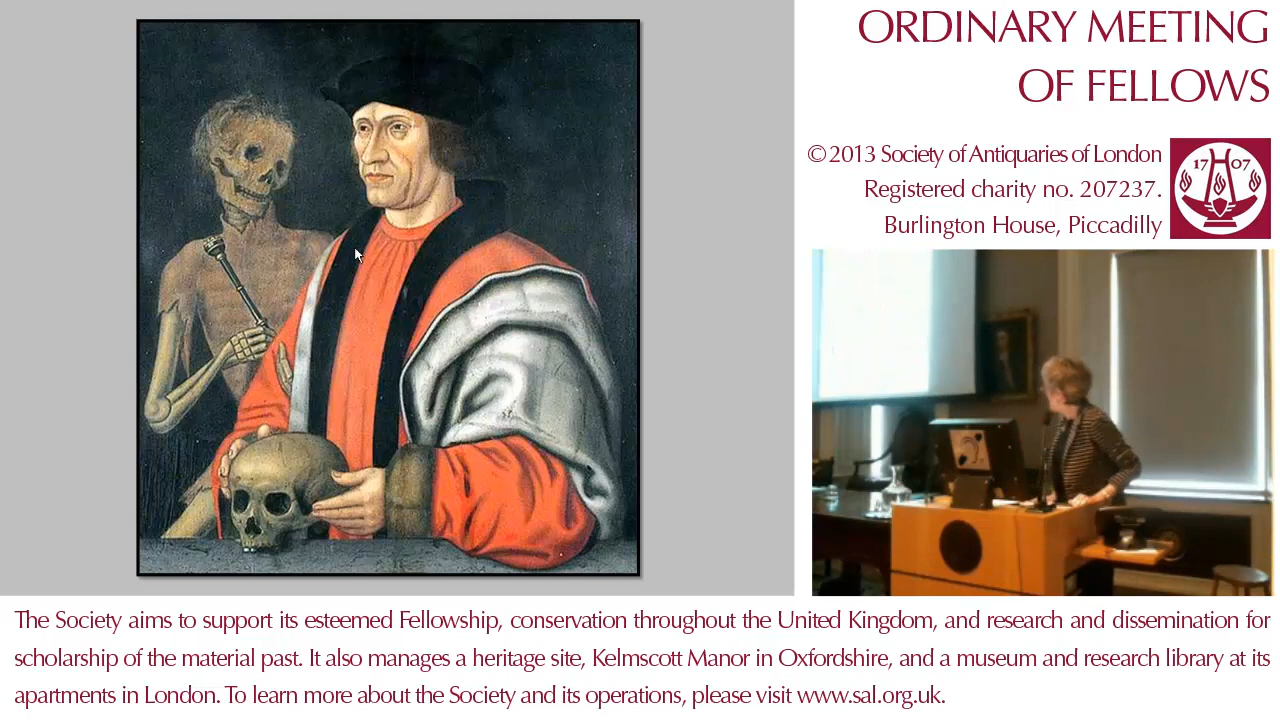 ORDINARY MEETING
OF FELLOWS
©2013 Society of Antiquaries of London
Registered charity no. 207237.
Burlington House, Piccadilly
17 07
The Society aims to support its esteemed Fellowship, conservation throughout the United Kingdom, and research and dissemination for
scholarship of the material past. It also manages a heritage site, Kelmscott Manor in Oxfordshire, and a museum and research library at its
apartments in London. To learn more about the Society and its operations, please visit www.sal.org.uk.